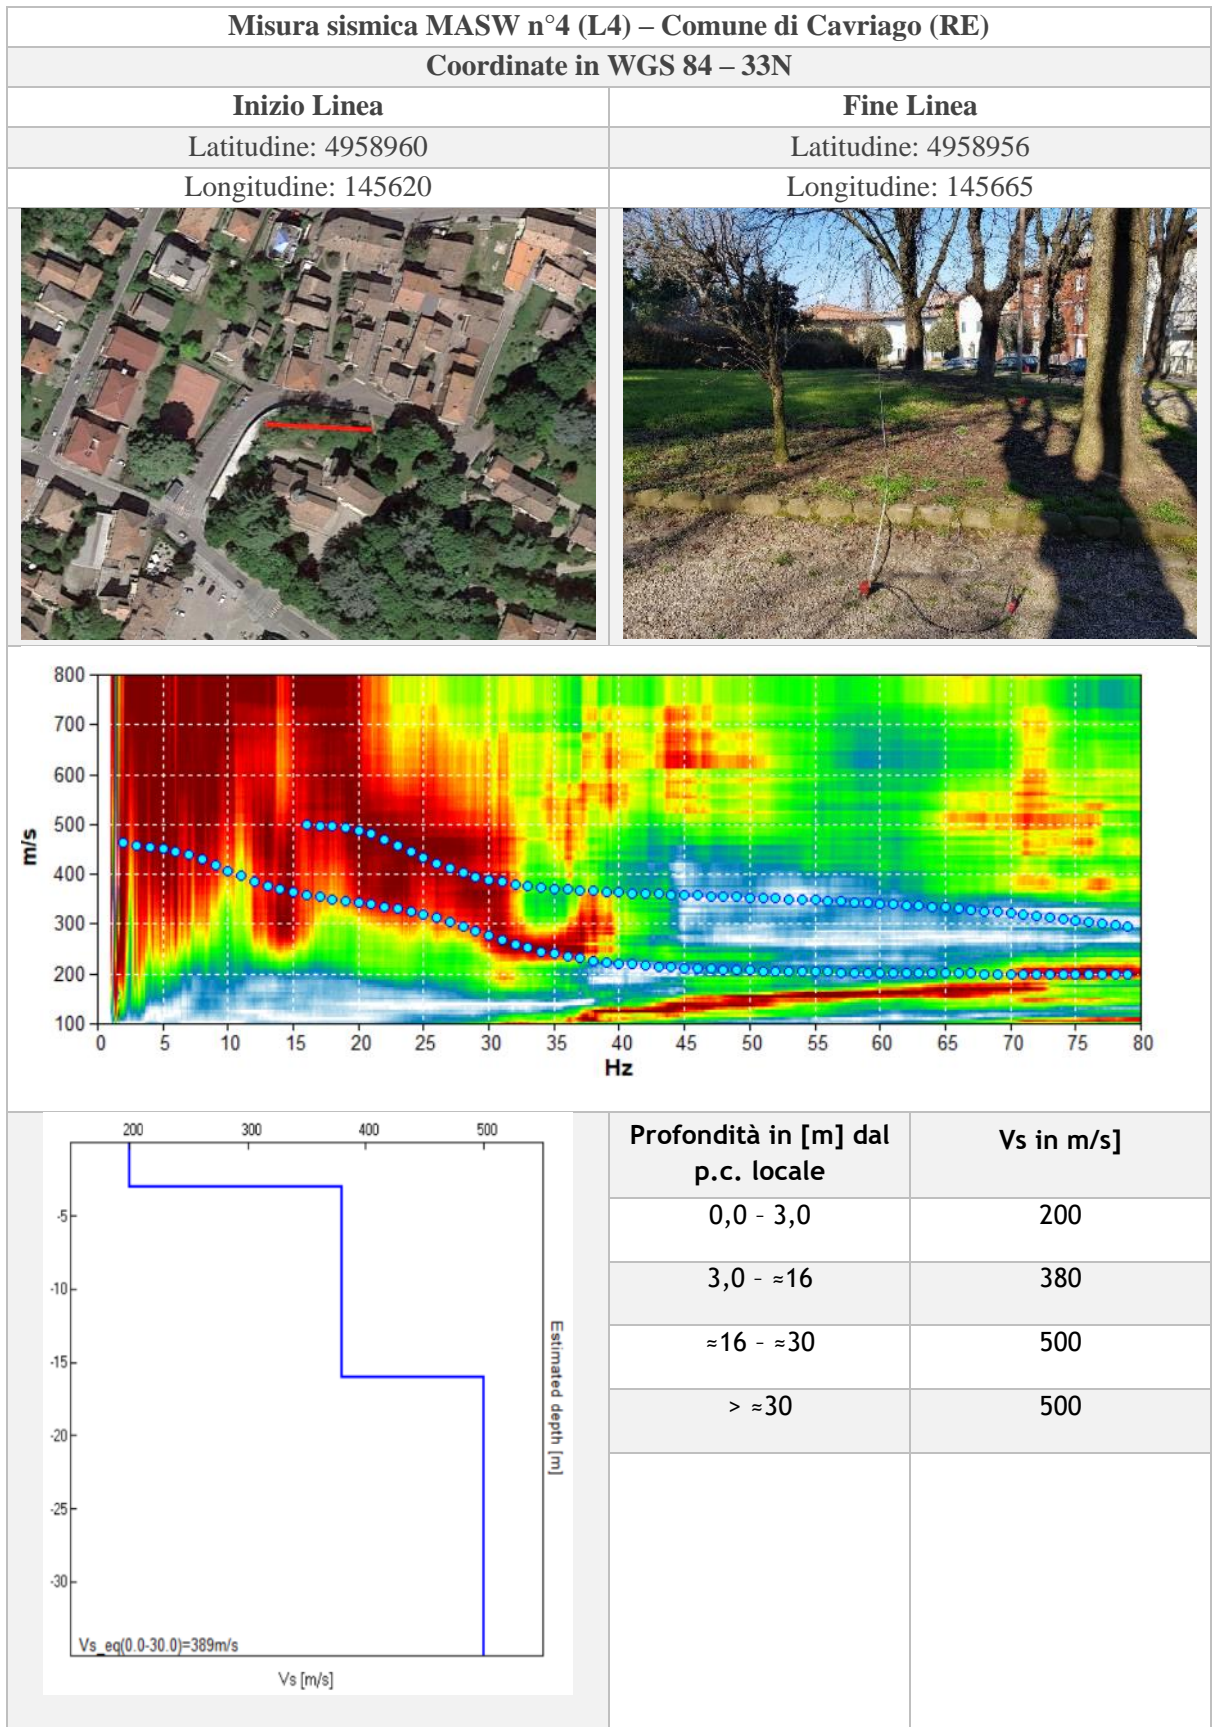 Misura sismica MASW n°4 (L4) – Comune di Cavriago (RE)
Coordinate in WGS 84 – 33N
Inizio Linea
Fine Linea
Latitudine: 4958960
Latitudine: 4958956
Longitudine: 145620
Longitudine: 145665
800
700
600
500
400
300
200
100
m/s
0 5 10 15 20 25 30 35 40 45 50 55 60 65 70 75 80
Hz
200 300 400 500
-5
-10
-15
-20
-25
-30
Estimated depth [m]
Vs_eq(0.0-30.0)=389m/s
Vs [m/s]
Profondità in [m] dal
p.c. locale
Vs in m/s]
0,0 – 3,0
200
3,0 – ≈16
380
≈16 – ≈30
500
> ≈30
500